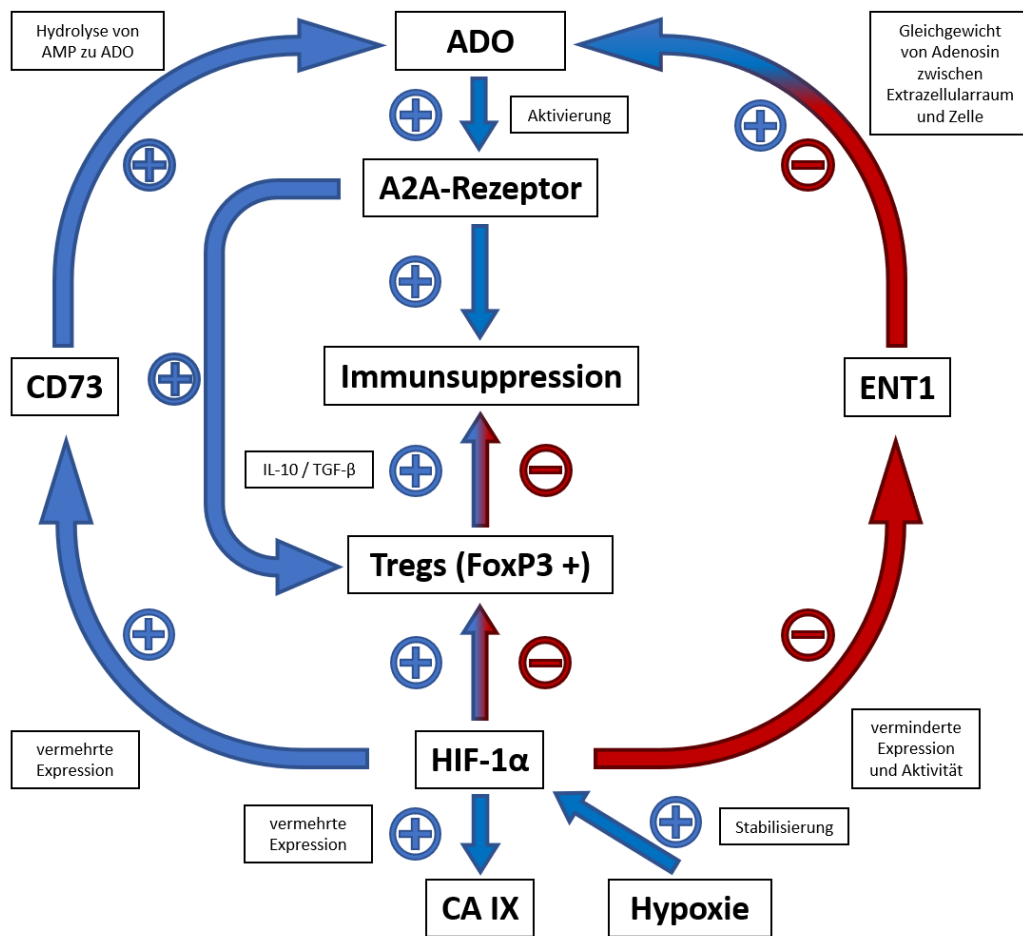 Hydrolyse von
AMP zu ADO
ADO
Gleichgewicht
von Adenosin
zwischen
Extrazellularraum
und Zelle
Aktivierung
A2A-Rezeptor
Immunsuppression
CD73
ENT1
IL-10 / TGF-β
Tregs (FoxP3 +)
vermehrte
Expression
HIF-1α
verminderte
Expression
und Aktivität
vermehrte
Expression
Stabilisierung
CA IX
Hypoxie